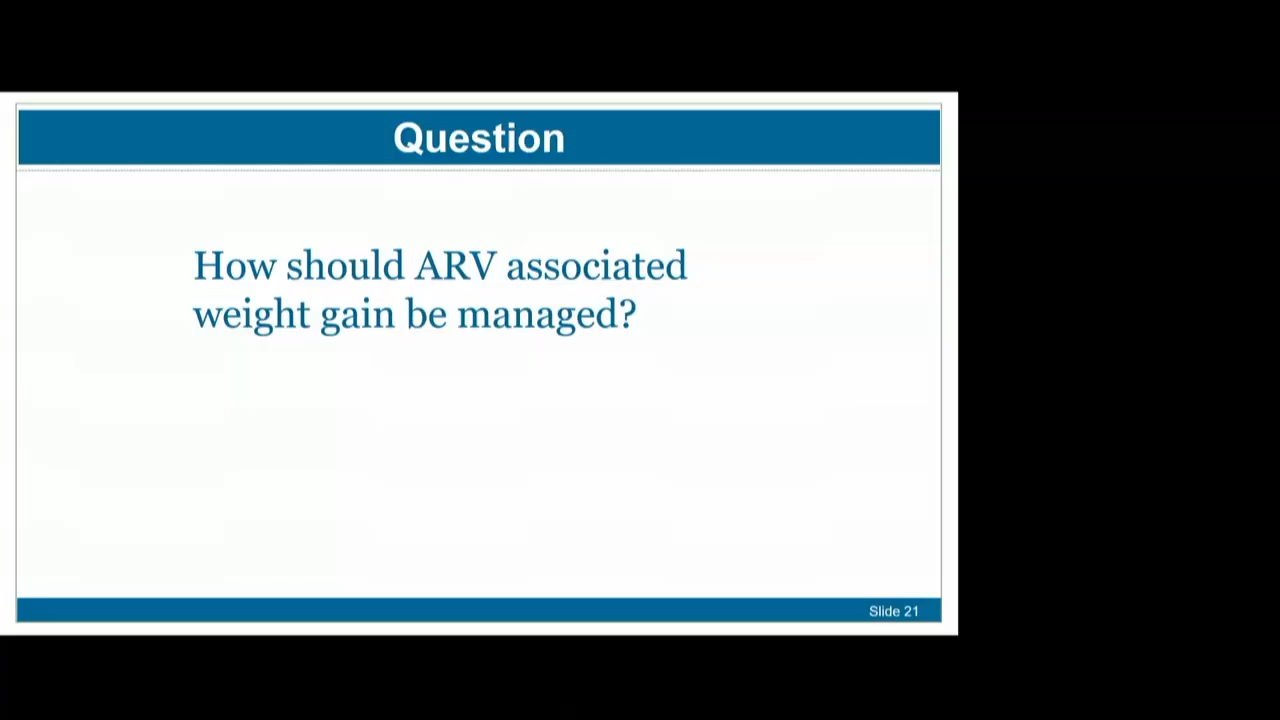 Question
How should ARV associated
weight gain be managed?
Slide 21